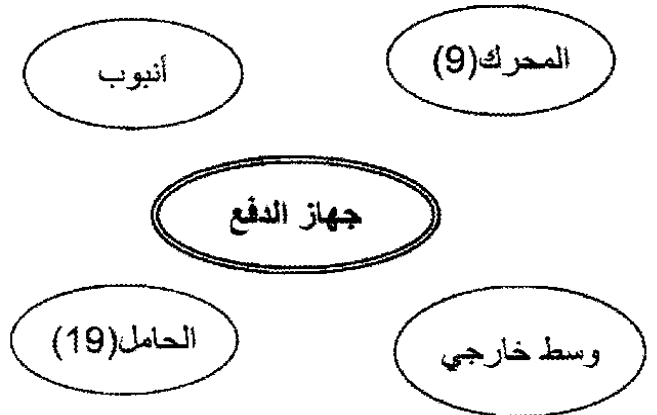 المحرك(9)
أنبوب
جهاز الدفع
الحامل(19)
وسط خارجي